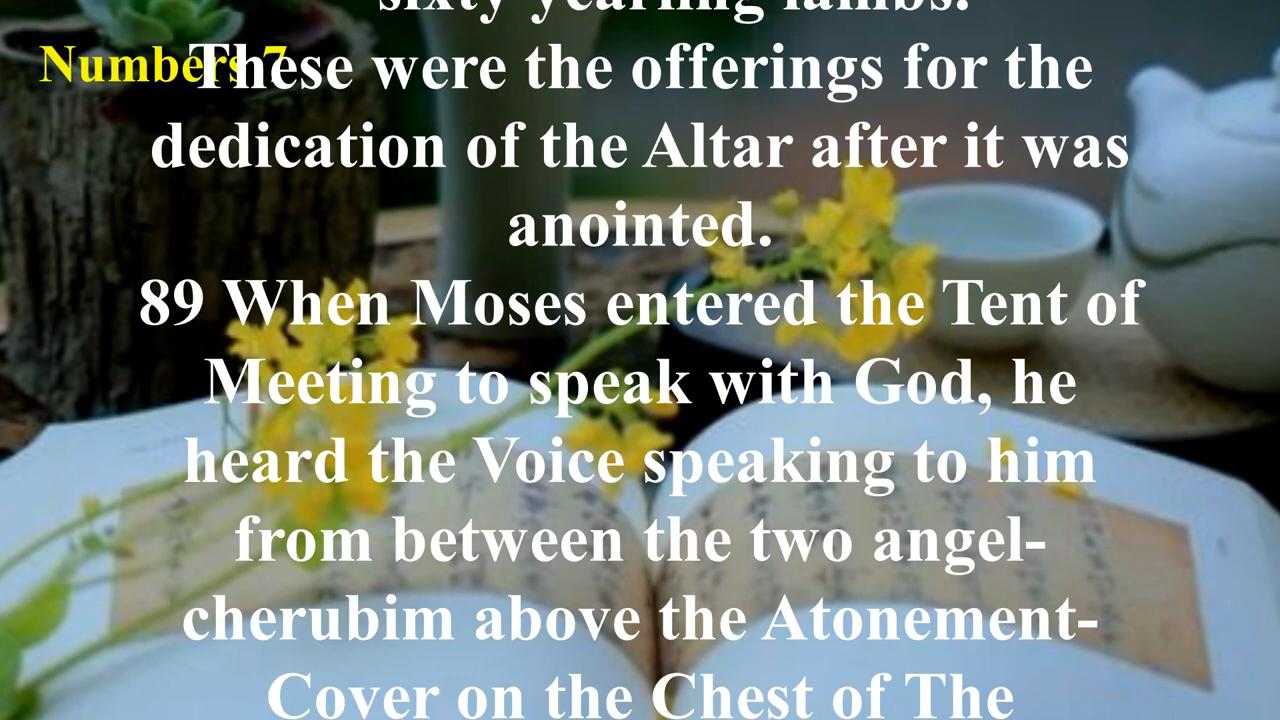 sixty yearling lambs.
Numbers 7
These were the offerings for the
dedication of the Altar after it was
anointed.
89 When Moses entered the Tent of
Meeting to speak with God, he
heard the Voice speaking to him
from between the two angel-
cherubim above the Atonement-
Cover on the Chest of The